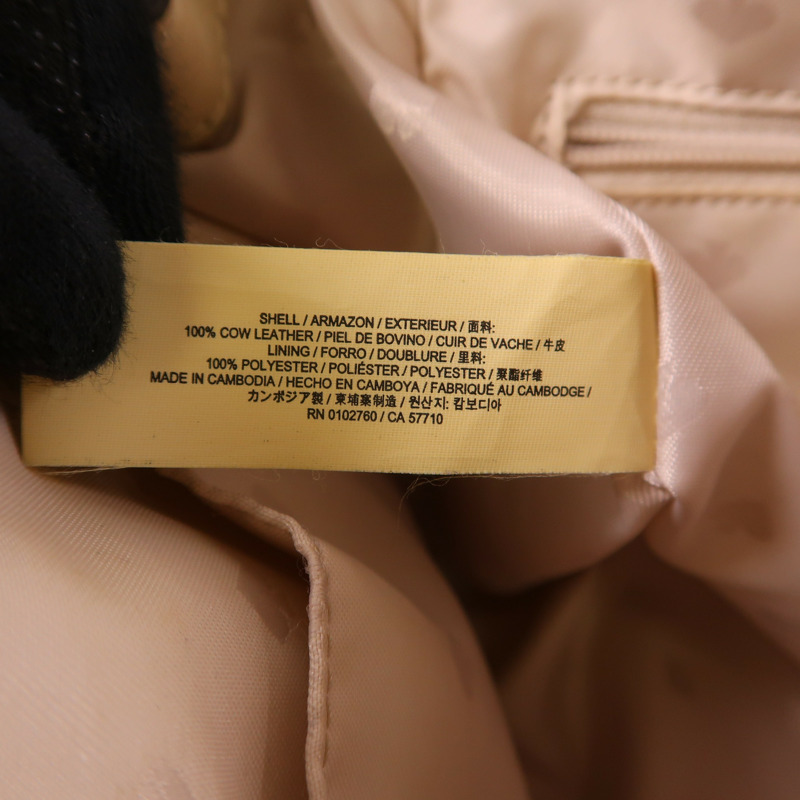 SHELL / ARMAZON / EXTERIEUR / 面料:
100% COW LEATHER / PIEL DE BOVINO / CUIR DE VACHE / 牛皮
LINING / FORRO / DOUBLURE / 里料:
100% POLYESTER / POLIÉSTER / POLYESTER / 聚酯纤维
MADE IN CAMBODIA / HECHO EN CAMBOYA / FABRIQUÉ AU CAMBODGE /
カンボジア製 / 柬埔寨制造 / 원산지: 캄보디아
RN 0102760 / CA 57710